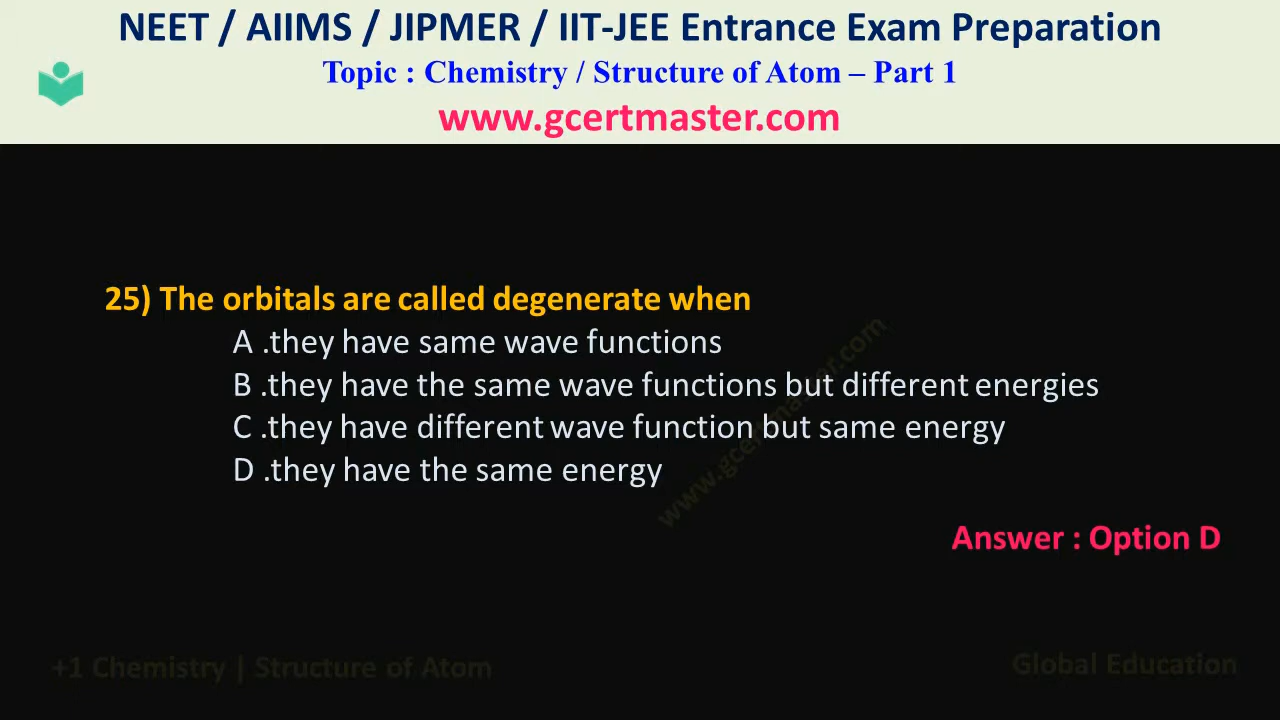 NEET / AIIMS / JIPMER / IIT-JEE Entrance Exam Preparation
Topic : Chemistry / Structure of Atom – Part 1
www.gcertmaster.com
25) The orbitals are called degenerate when
A .they have same wave functions
B .they have the same wave functions but different energies
C .they have different wave function but same energy
D .they have the same energy
www.gcertmaster.com
Answer : Option D
+1 Chemistry | Structure of Atom
Global Education